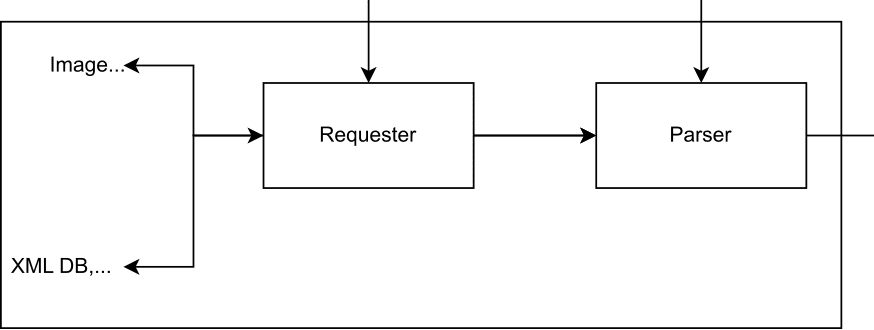 Image...
Requester
Parser
XML DB,...